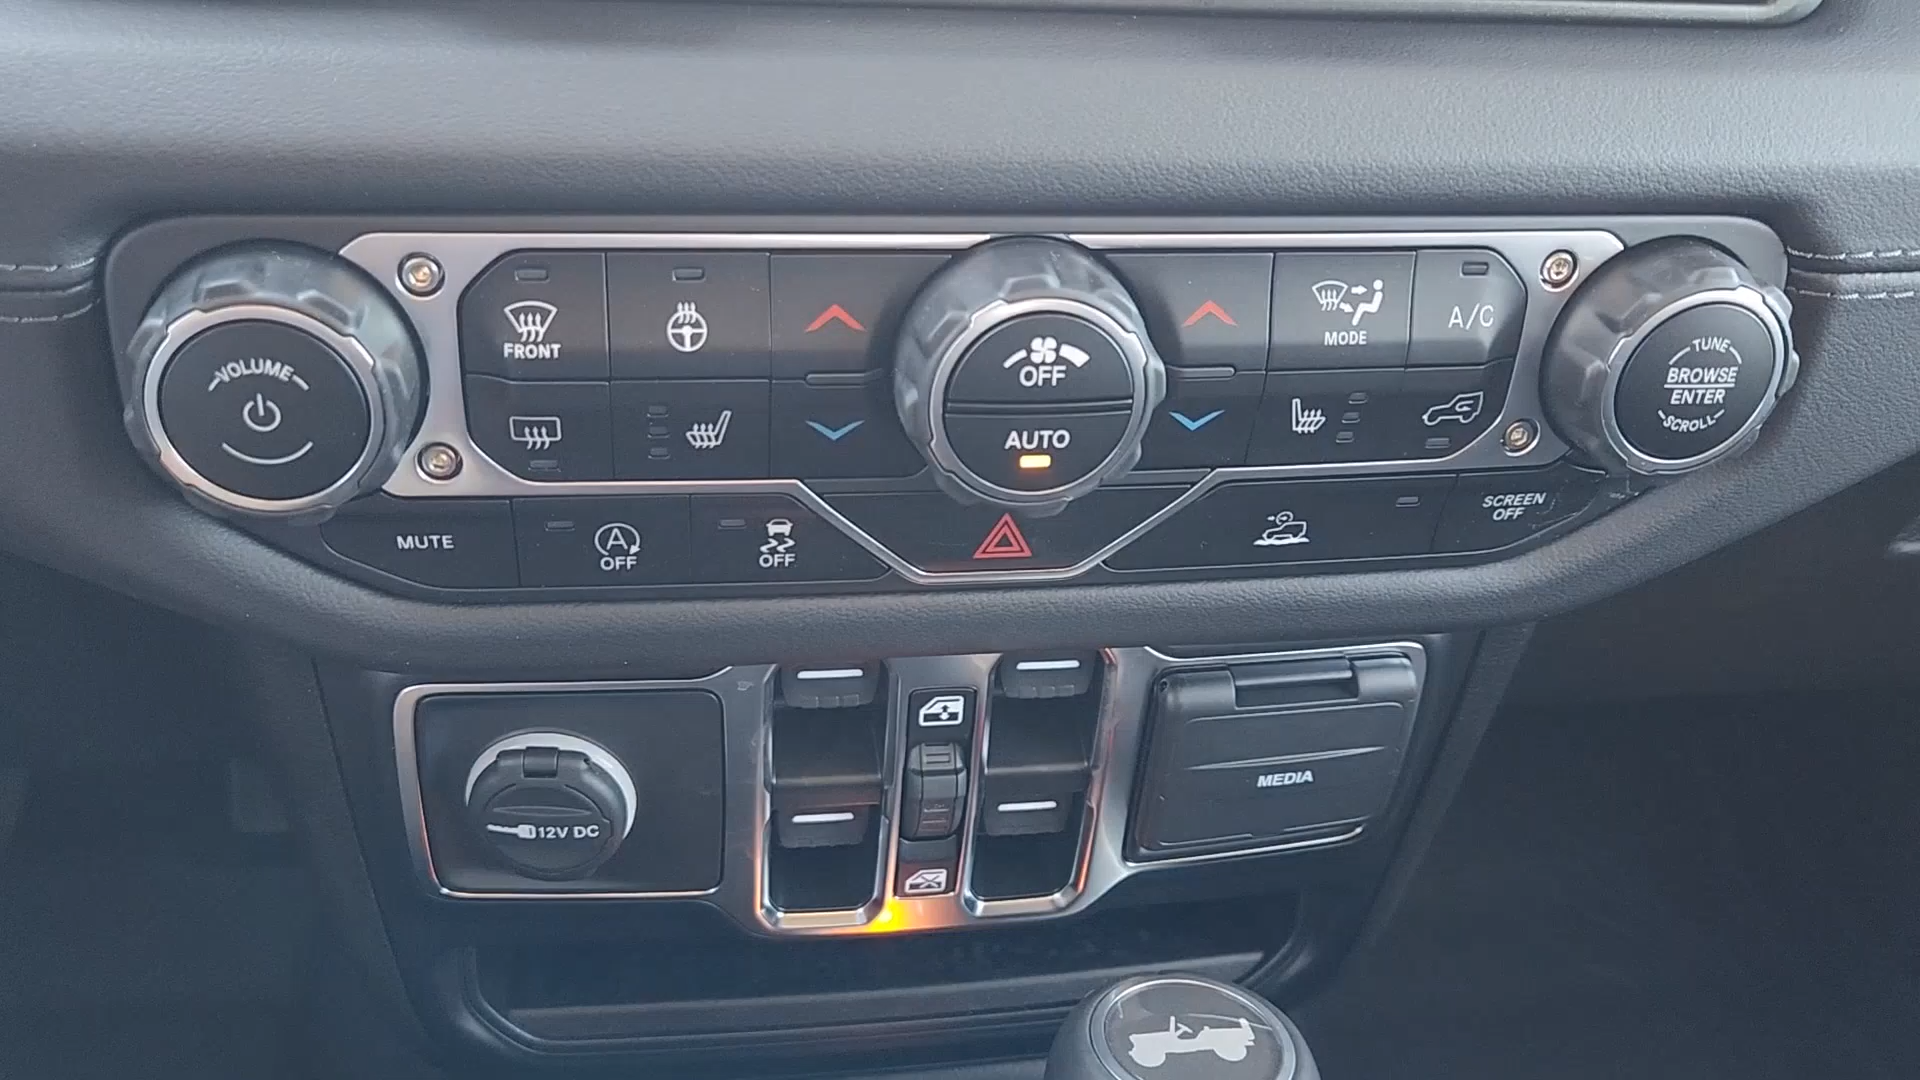 VOLUME
FRONT
OFF
AUTO
MODE
A/C
TUNE
BROWSE
ENTER
SCROLL
MUTE
A
OFF
OFF
SCREEN
OFF
12V DC
MEDIA